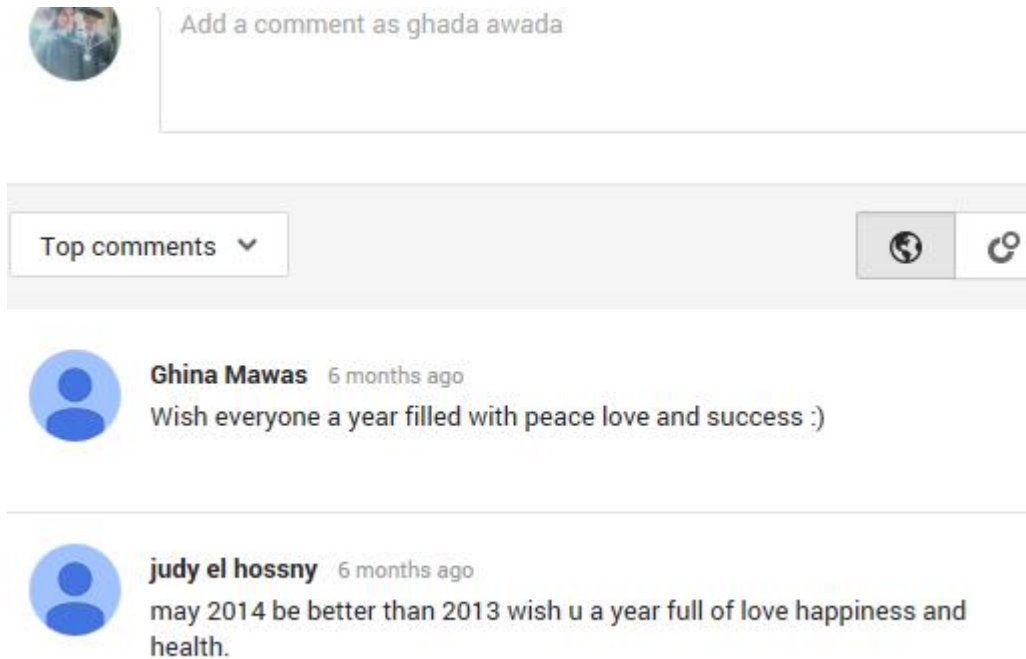 Add a comment as ghada awada
Top comments
Ghina Mawas 6 months ago
Wish everyone a year filled with peace love and success :)
judy el hossny 6 months ago
may 2014 be better than 2013 wish u a year full of love happiness and
health.